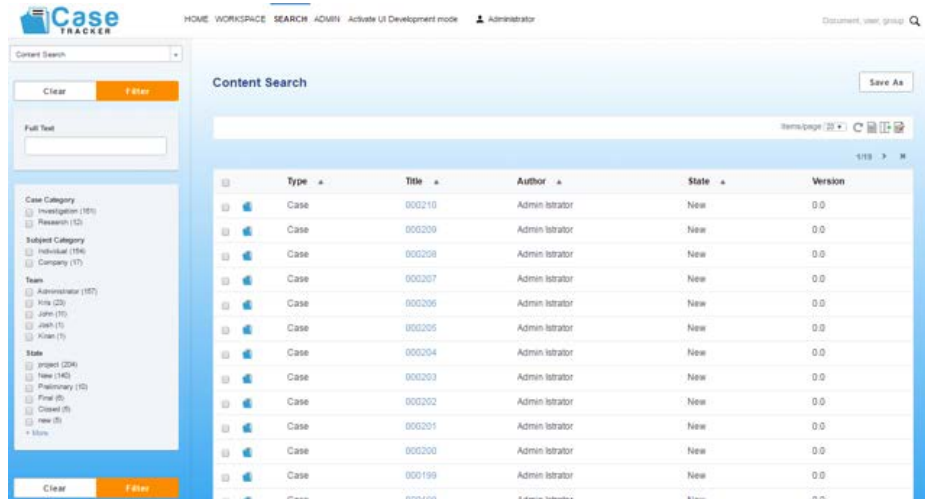 Case
TRACKER
HOME WORKSPACE SEARCH ADMIN Activate UI Development mode Administrator
Document, user, group
Content Search
Clear Filter
Full Text
Case Category
Investigation (161)
Research (12)
Subject Category
Individual (154)
Company (17)
Team
Administrator (157)
Kris (23)
John (11)
Josh (1)
Kiran (1)
State
project (204)
New (140)
Preliminary (10)
Final (6)
Closed (5)
new (5)
+ More
Clear Filter
Content Search
Save As
Items/page 20
1/19
Type Title Author State Version
Case 000210 Admin Istrator New 0.0
Case 000209 Admin Istrator New 0.0
Case 000208 Admin Istrator New 0.0
Case 000207 Admin Istrator New 0.0
Case 000206 Admin Istrator New 0.0
Case 000205 Admin Istrator New 0.0
Case 000204 Admin Istrator New 0.0
Case 000203 Admin Istrator New 0.0
Case 000202 Admin Istrator New 0.0
Case 000201 Admin Istrator New 0.0
Case 000200 Admin Istrator New 0.0
Case 000199 Admin Istrator New 0.0